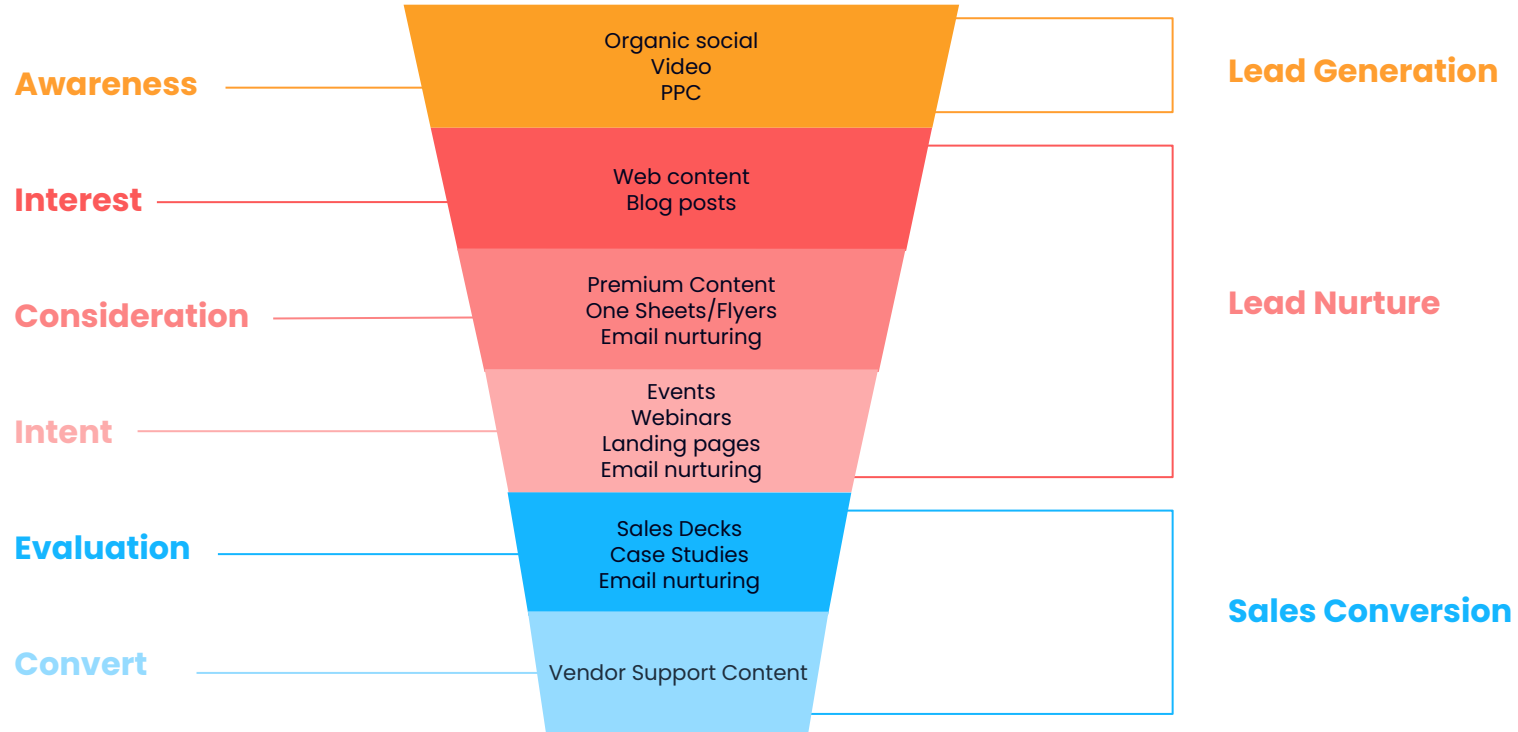 Awareness
Organic social
Video
PPC
Lead Generation
Interest
Web content
Blog posts
Consideration
Premium Content
One Sheets/Flyers
Email nurturing
Lead Nurture
Intent
Events
Webinars
Landing pages
Email nurturing
Evaluation
Sales Decks
Case Studies
Email nurturing
Sales Conversion
Convert
Vendor Support Content